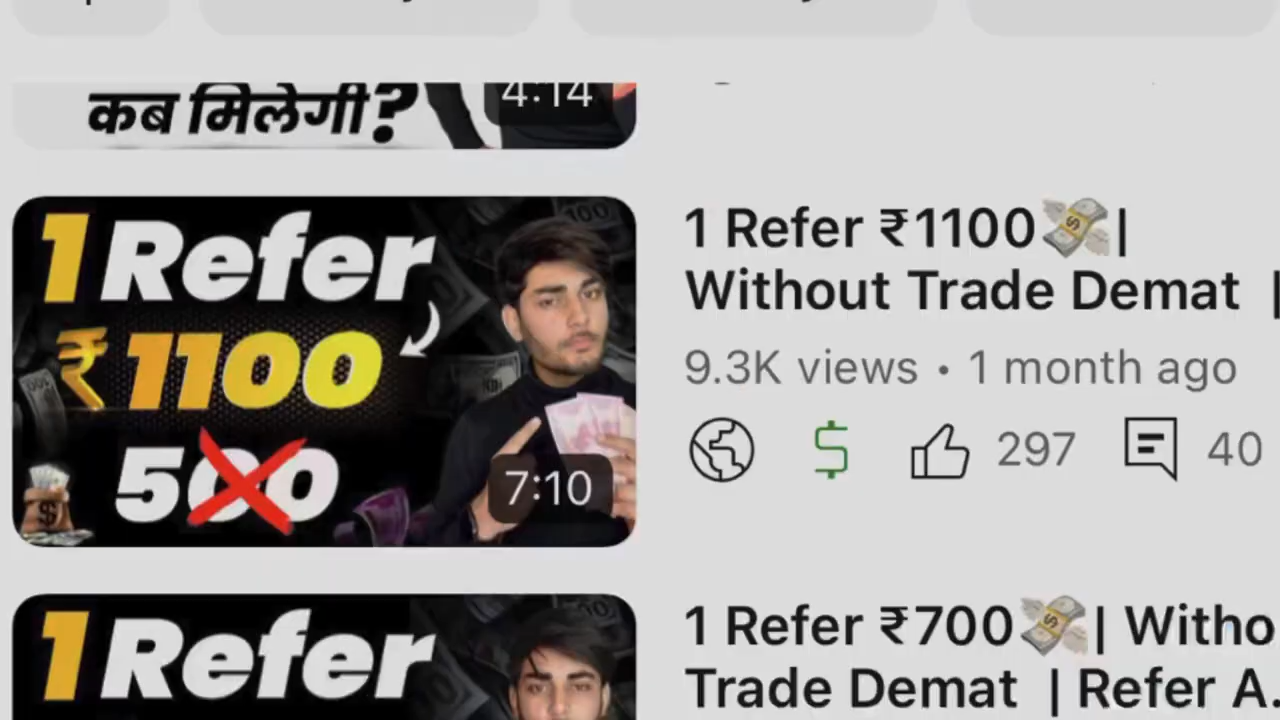 कब मिलेगी?
4:14
1 Refer
₹ 1100
500
7:10
1 Refer ₹1100💸|
Without Trade Demat |
9.3K views • 1 month ago
297
40
1 Refer
1 Refer ₹700💸| Witho
Trade Demat | Refer A.